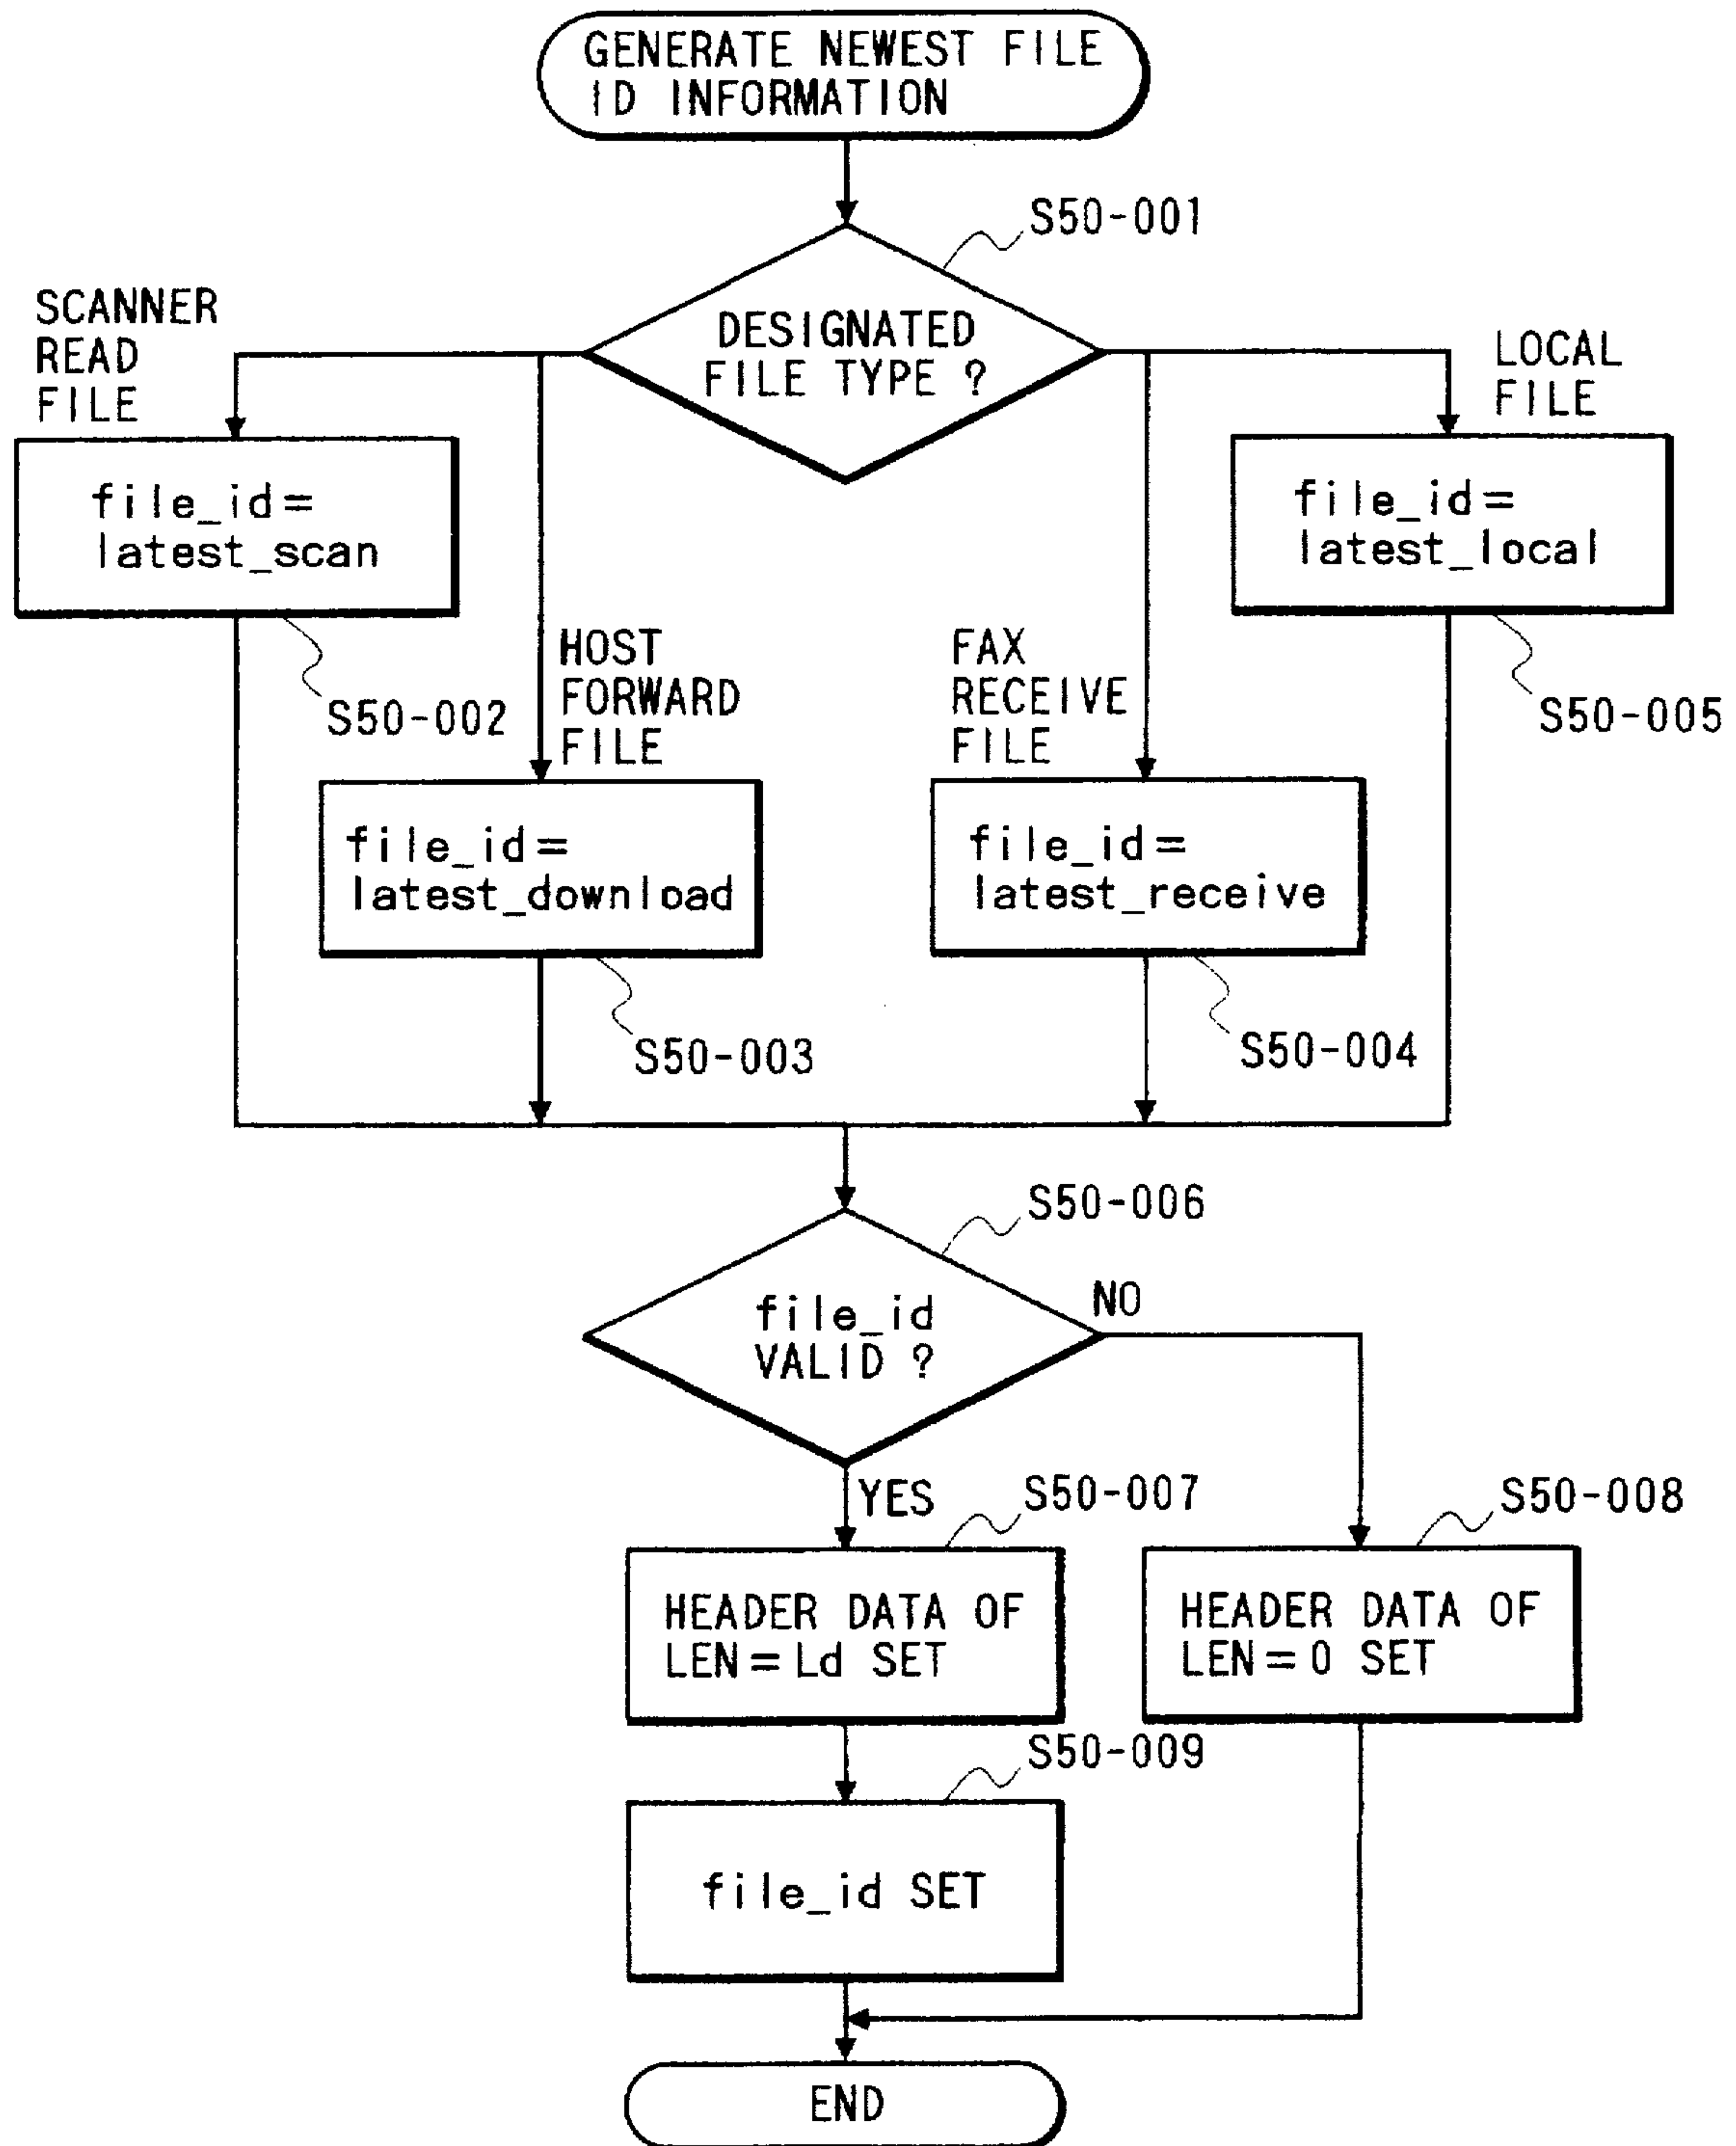 GENERATE NEWEST FILE
ID INFORMATION
S50-001
DESIGNATED
FILE TYPE ?
SCANNER
READ
FILE
LOCAL
FILE
file_id=
latest_scan
file_id=
latest_local
S50-002
HOST
FORWARD
FILE
FAX
RECEIVE
FILE
S50-005
file_id=
latest_download
file_id=
latest_receive
S50-003
S50-004
S50-006
file_id
VALID ?
NO
YES
S50-007
S50-008
HEADER DATA OF
LEN=Ld SET
HEADER DATA OF
LEN=0 SET
S50-009
file_id SET
END